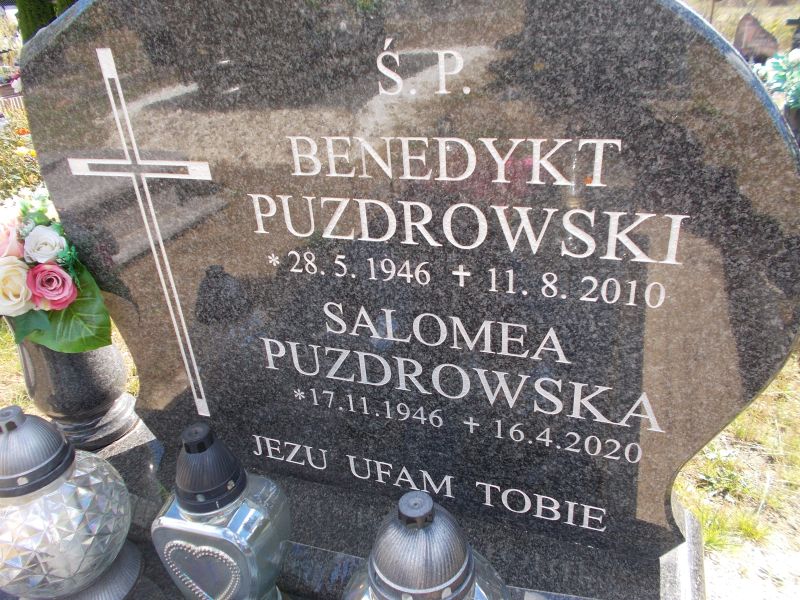 Ś. P.
BENEDYKT
PUZDROWSKI
* 28. 5. 1946 ✝ 11. 8. 2010
SALOMEA
PUZDROWSKA
* 17.11.1946 ✝ 16.4.2020
JEZU UFAM TOBIE